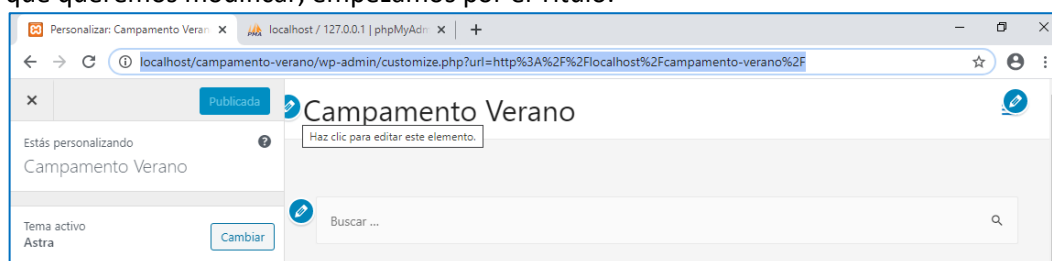 que queremos modificar, empezamos por el Título:
Personalizar: Campamento Veran
localhost / 127.0.0.1 | phpMyAdm
localhost/campamento-verano/wp-admin/customize.php?url=http%3A%2F%2Flocalhost%2Fcampamento-verano%2F
Publicada
Campamento Verano
Haz clic para editar este elemento.
Estás personalizando
Campamento Verano
Buscar ...
Tema activo
Astra
Cambiar